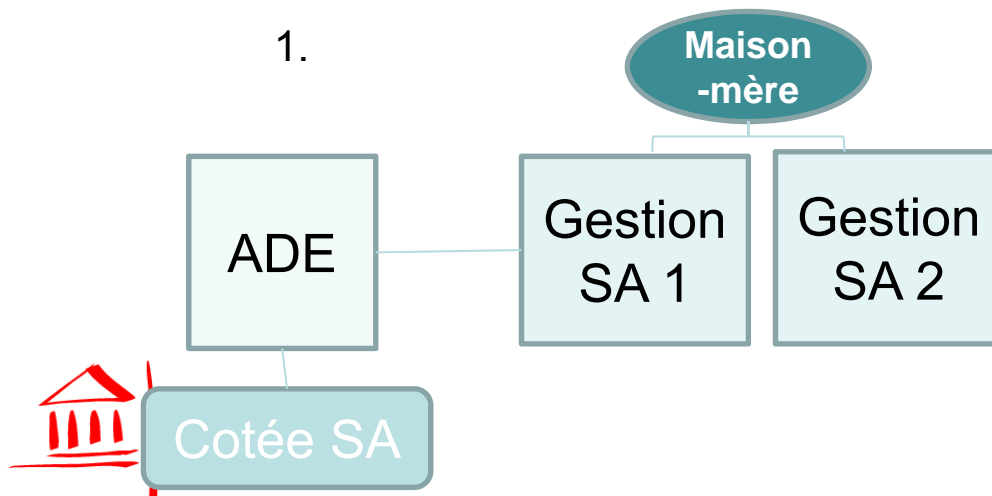 1.
Maison
-mère
ADE
Gestion
SA 1
Gestion
SA 2
Cotée SA